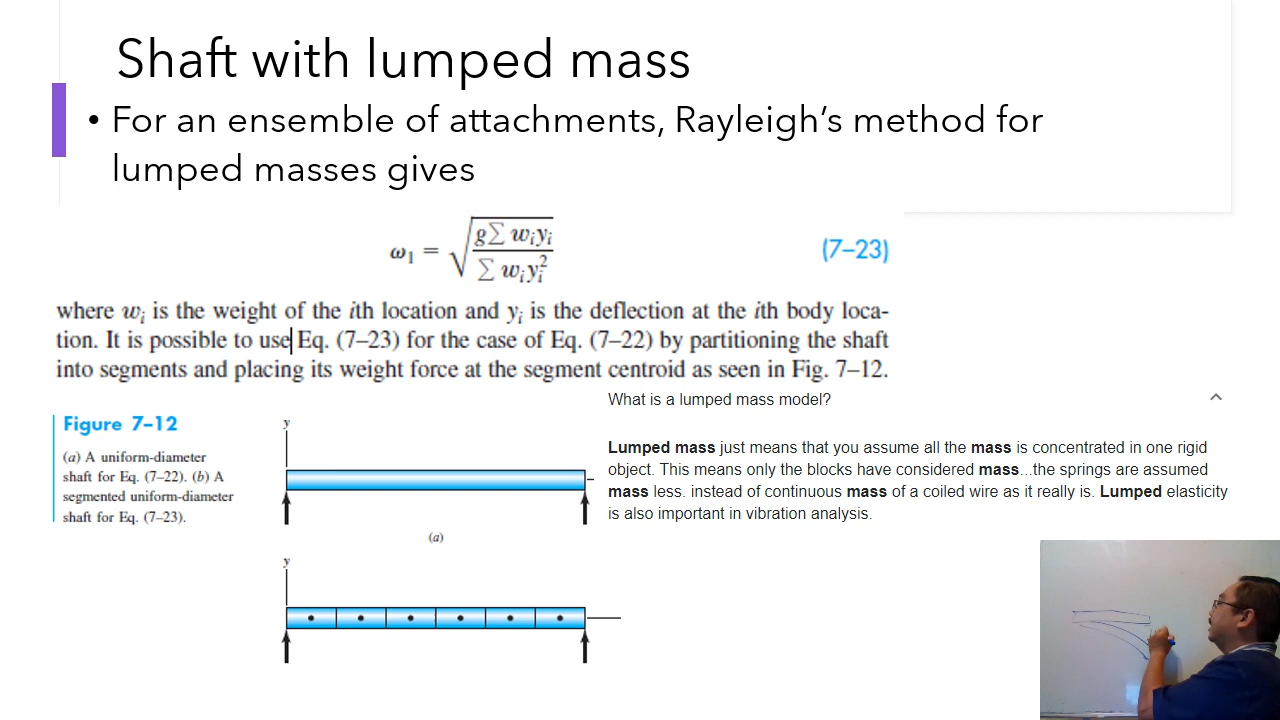 Shaft with lumped mass
• For an ensemble of attachments, Rayleigh's method for
lumped masses gives
ω₁ = √(g∑ wᵢyᵢ / ∑ wᵢyᵢ²) (7–23)
where wᵢ is the weight of the ith location and yᵢ is the deflection at the ith body loca-
tion. It is possible to use Eq. (7–23) for the case of Eq. (7–22) by partitioning the shaft
into segments and placing its weight force at the segment centroid as seen in Fig. 7–12.
Figure 7–12
(a) A uniform-diameter
shaft for Eq. (7–22). (b) A
segmented uniform-diameter
shaft for Eq. (7–23).
y
(a)
y
What is a lumped mass model?
Lumped mass just means that you assume all the mass is concentrated in one rigid
object. This means only the blocks have considered mass...the springs are assumed
mass less. instead of continuous mass of a coiled wire as it really is. Lumped elasticity
is also important in vibration analysis.